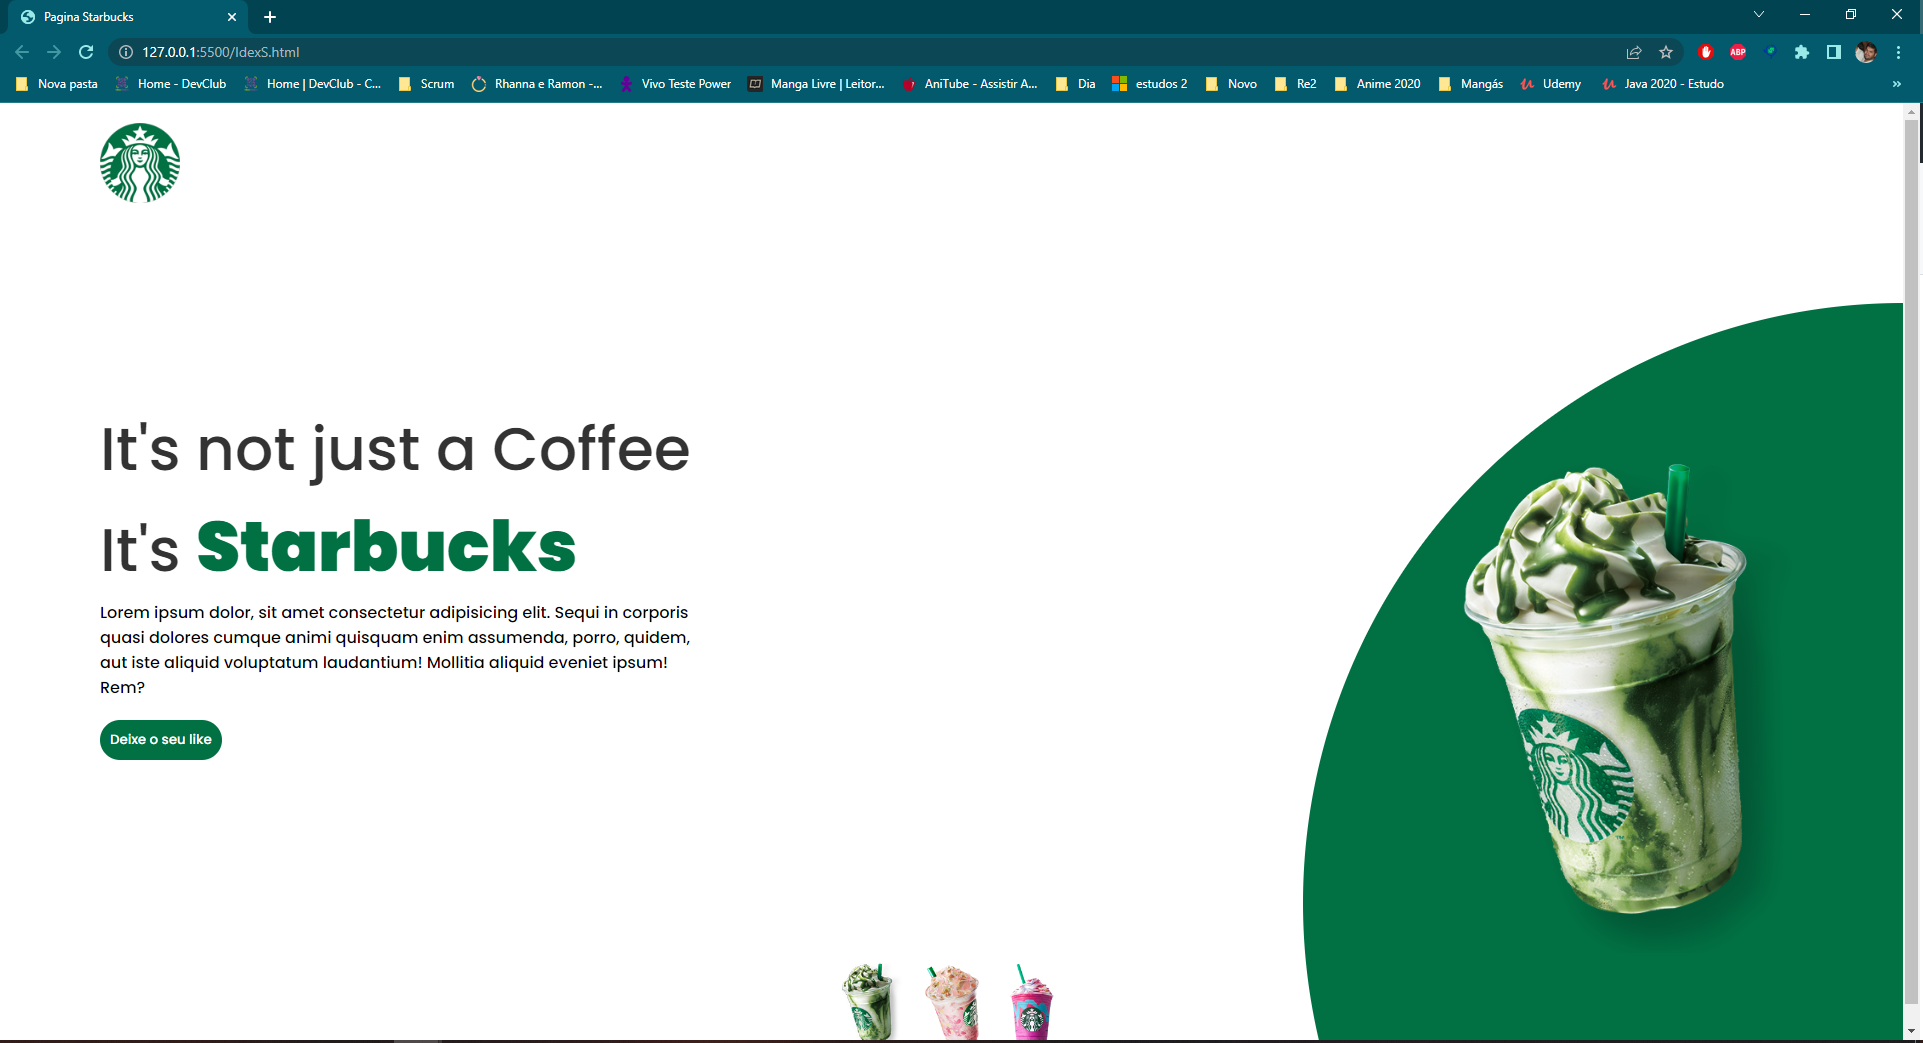 Pagina Starbucks
127.0.0.1:5500/IdexS.html
ABP
Nova pasta Home - DevClub Home | DevClub - C... Scrum Rhanna e Ramon -... Vivo Teste Power Manga Livre | Leitor... AniTube - Assistir A... Dia estudos 2 Novo Re2 Anime 2020 Mangás Udemy Java 2020 - Estudo »
It's not just a Coffee
It's Starbucks
Lorem ipsum dolor, sit amet consectetur adipisicing elit. Sequi in corporis
quasi dolores cumque animi quisquam enim assumenda, porro, quidem,
aut iste aliquid voluptatum laudantium! Mollitia aliquid eveniet ipsum!
Rem?
Deixe o seu like